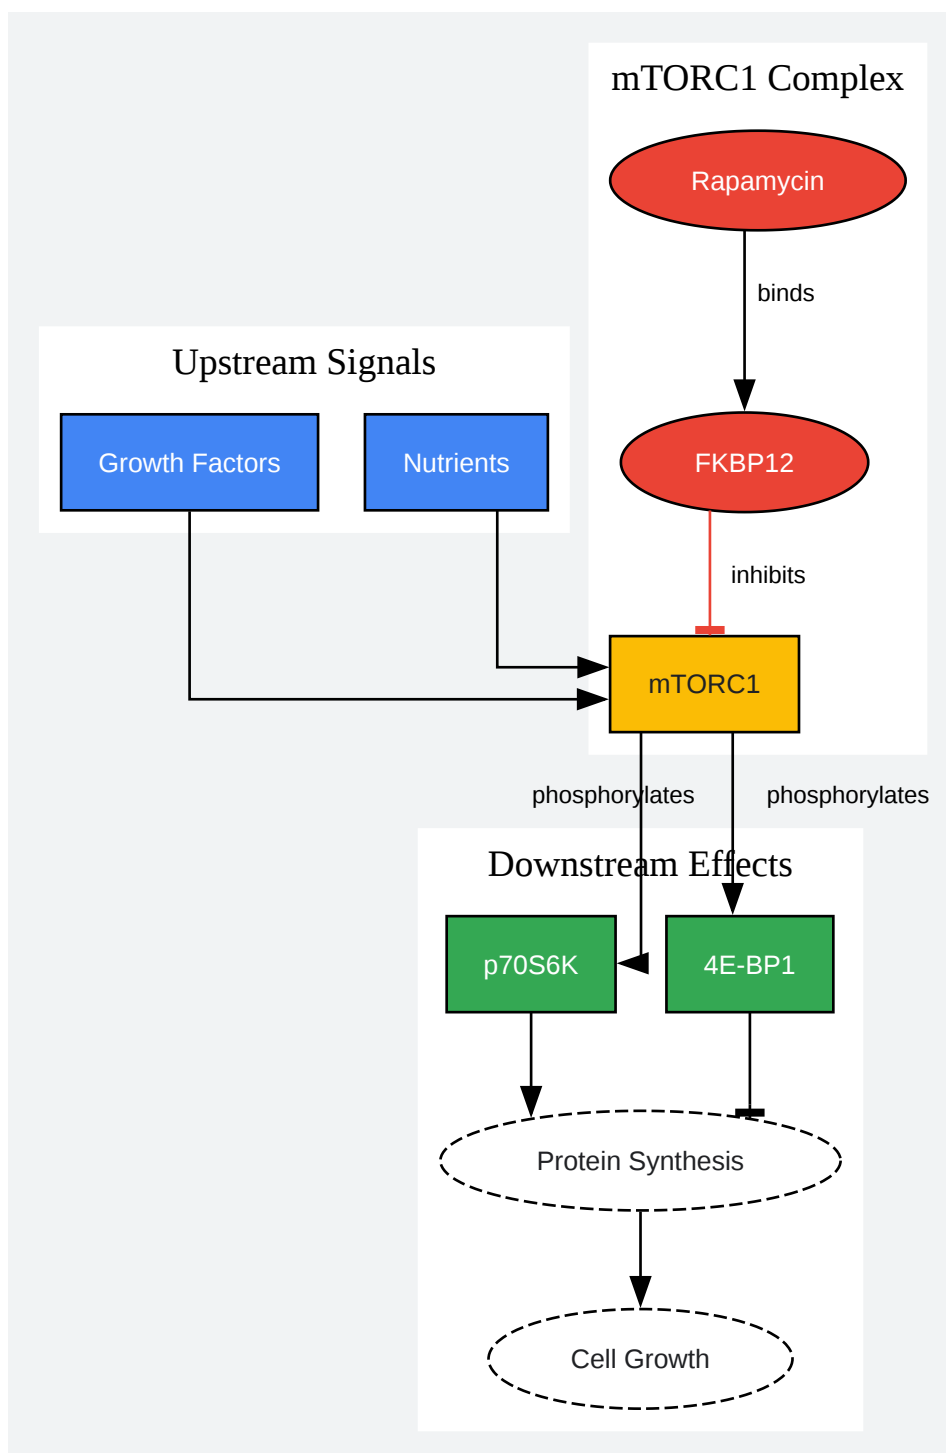 mTORC1 Complex
Rapamycin
binds
Upstream Signals
Growth Factors
Nutrients
FKBP12
inhibits
mTORC1
phosphorylates
phosphorylates
Downstream Effects
p70S6K
4E-BP1
Protein Synthesis
Cell Growth